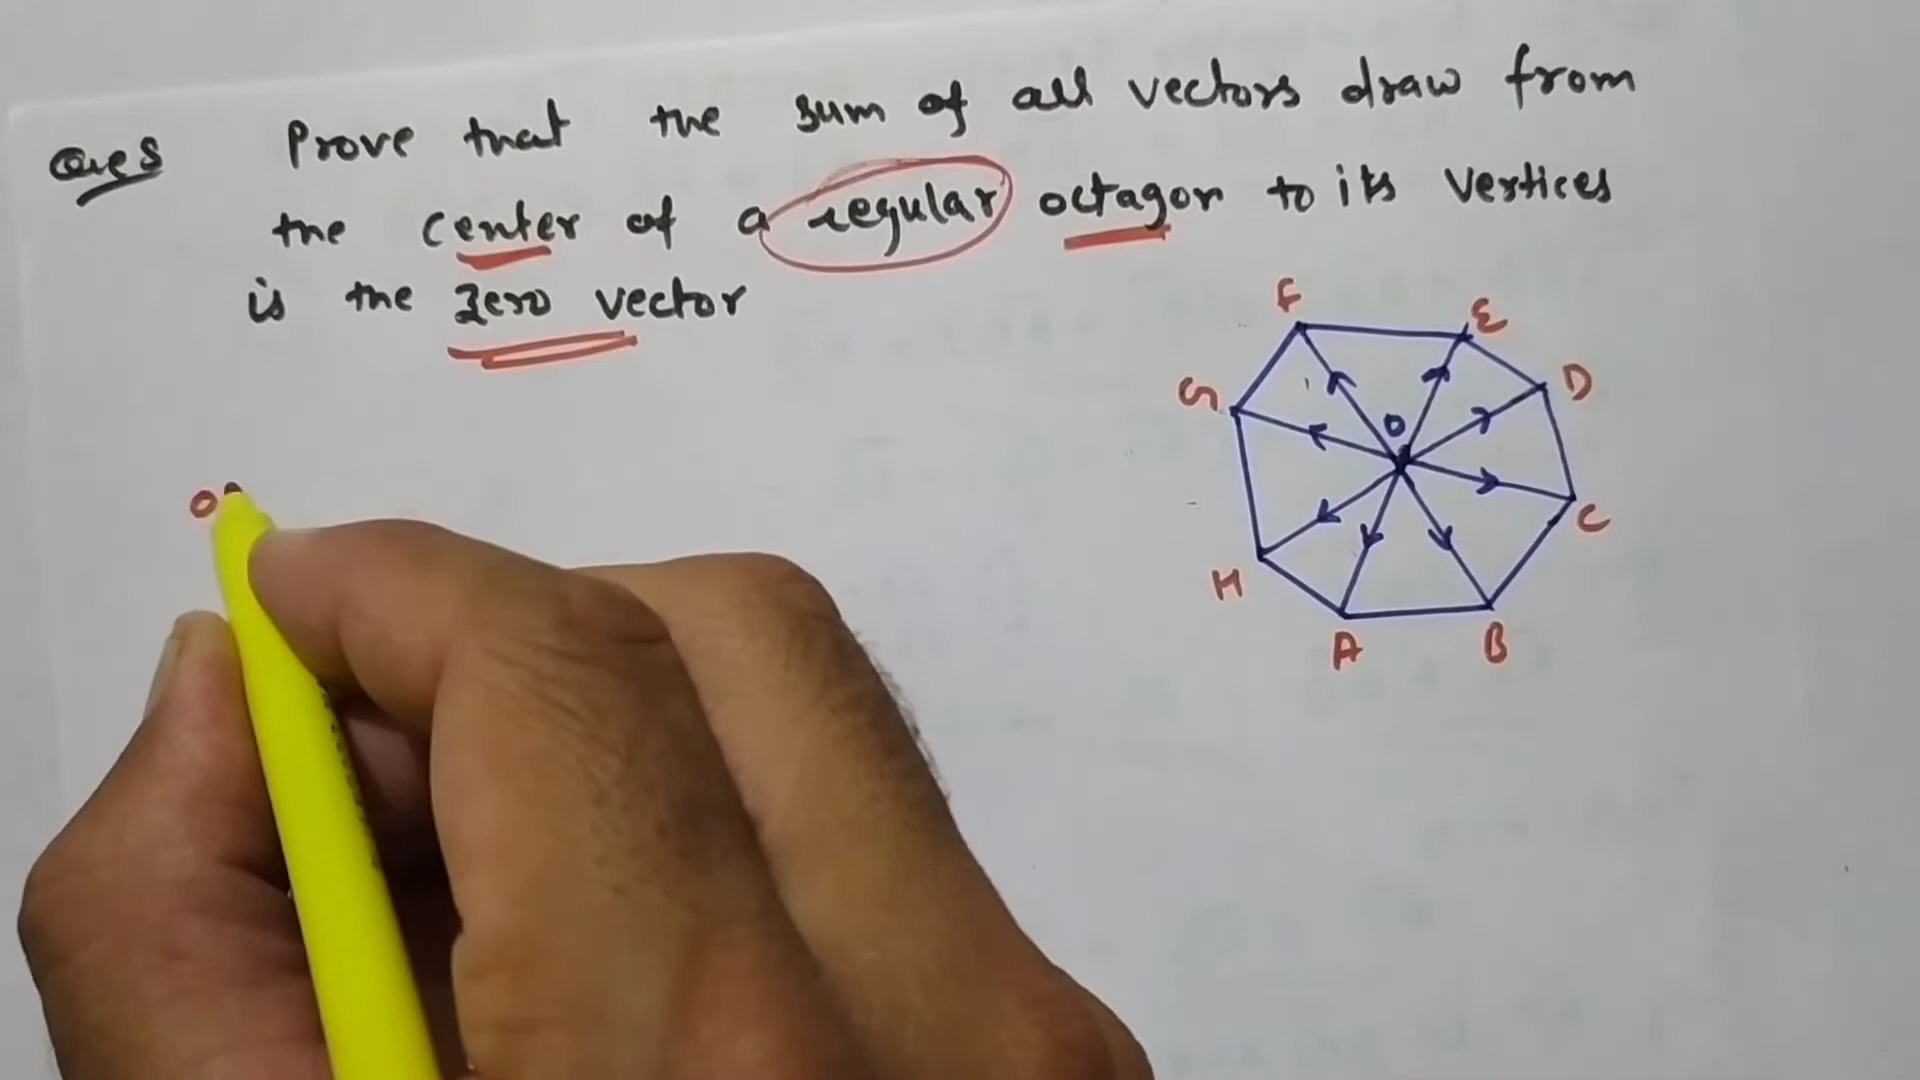 Ques Prove that the sum of all vectors draw from
the center of a regular octagon to its vertices
is the zero vector
F
E
G
D
O
C
H
A
B
O